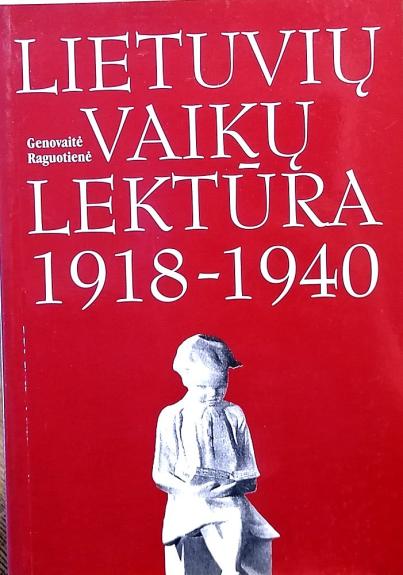 LIETUVIŲ
Genovaitė
Raguotienė
VAIKŲ
LEKTŪRA
1918-1940